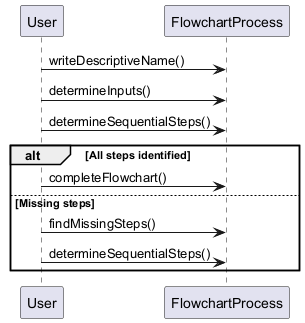 User
FlowchartProcess
writeDescriptiveName()
determineInputs()
determineSequentialSteps()
alt
[All steps identified]
completeFlowchart()
[Missing steps]
findMissingSteps()
determineSequentialSteps()
User
FlowchartProcess